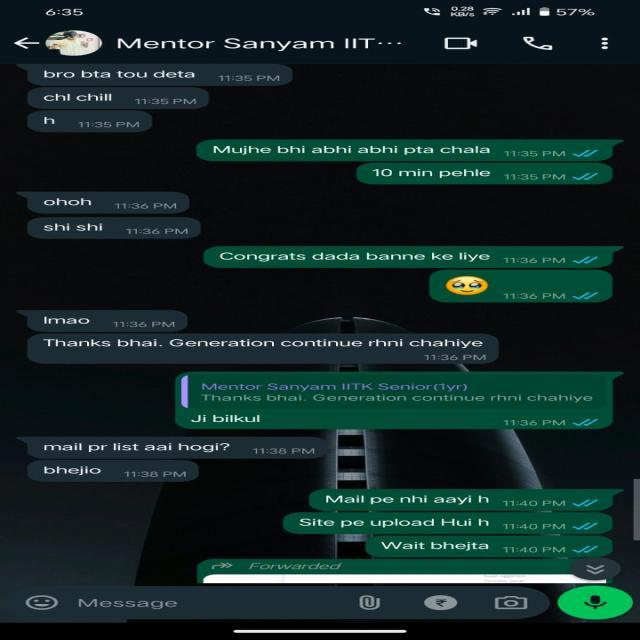 6:35
0.28
KB/s
57%
Mentor Sanyam IIT...
bro bta tou deta 11:35 PM
chl chill 11:35 PM
h 11:35 PM
Mujhe bhi abhi abhi pta chala 11:35 PM
10 min pehle 11:35 PM
ohoh 11:36 PM
shi shi 11:36 PM
Congrats dada banne ke liye 11:36 PM
🥹 11:36 PM
lmao 11:36 PM
Thanks bhai. Generation continue rhni chahiye
11:36 PM
Mentor Sanyam IITK Senior(1yr)
Thanks bhai. Generation continue rhni chahiye
Ji bilkul 11:36 PM
mail pr list aai hogi? 11:38 PM
bhejio 11:38 PM
Mail pe nhi aayi h 11:40 PM
Site pe upload Hui h 11:40 PM
Wait bhejta 11:40 PM
Forwarded
Message